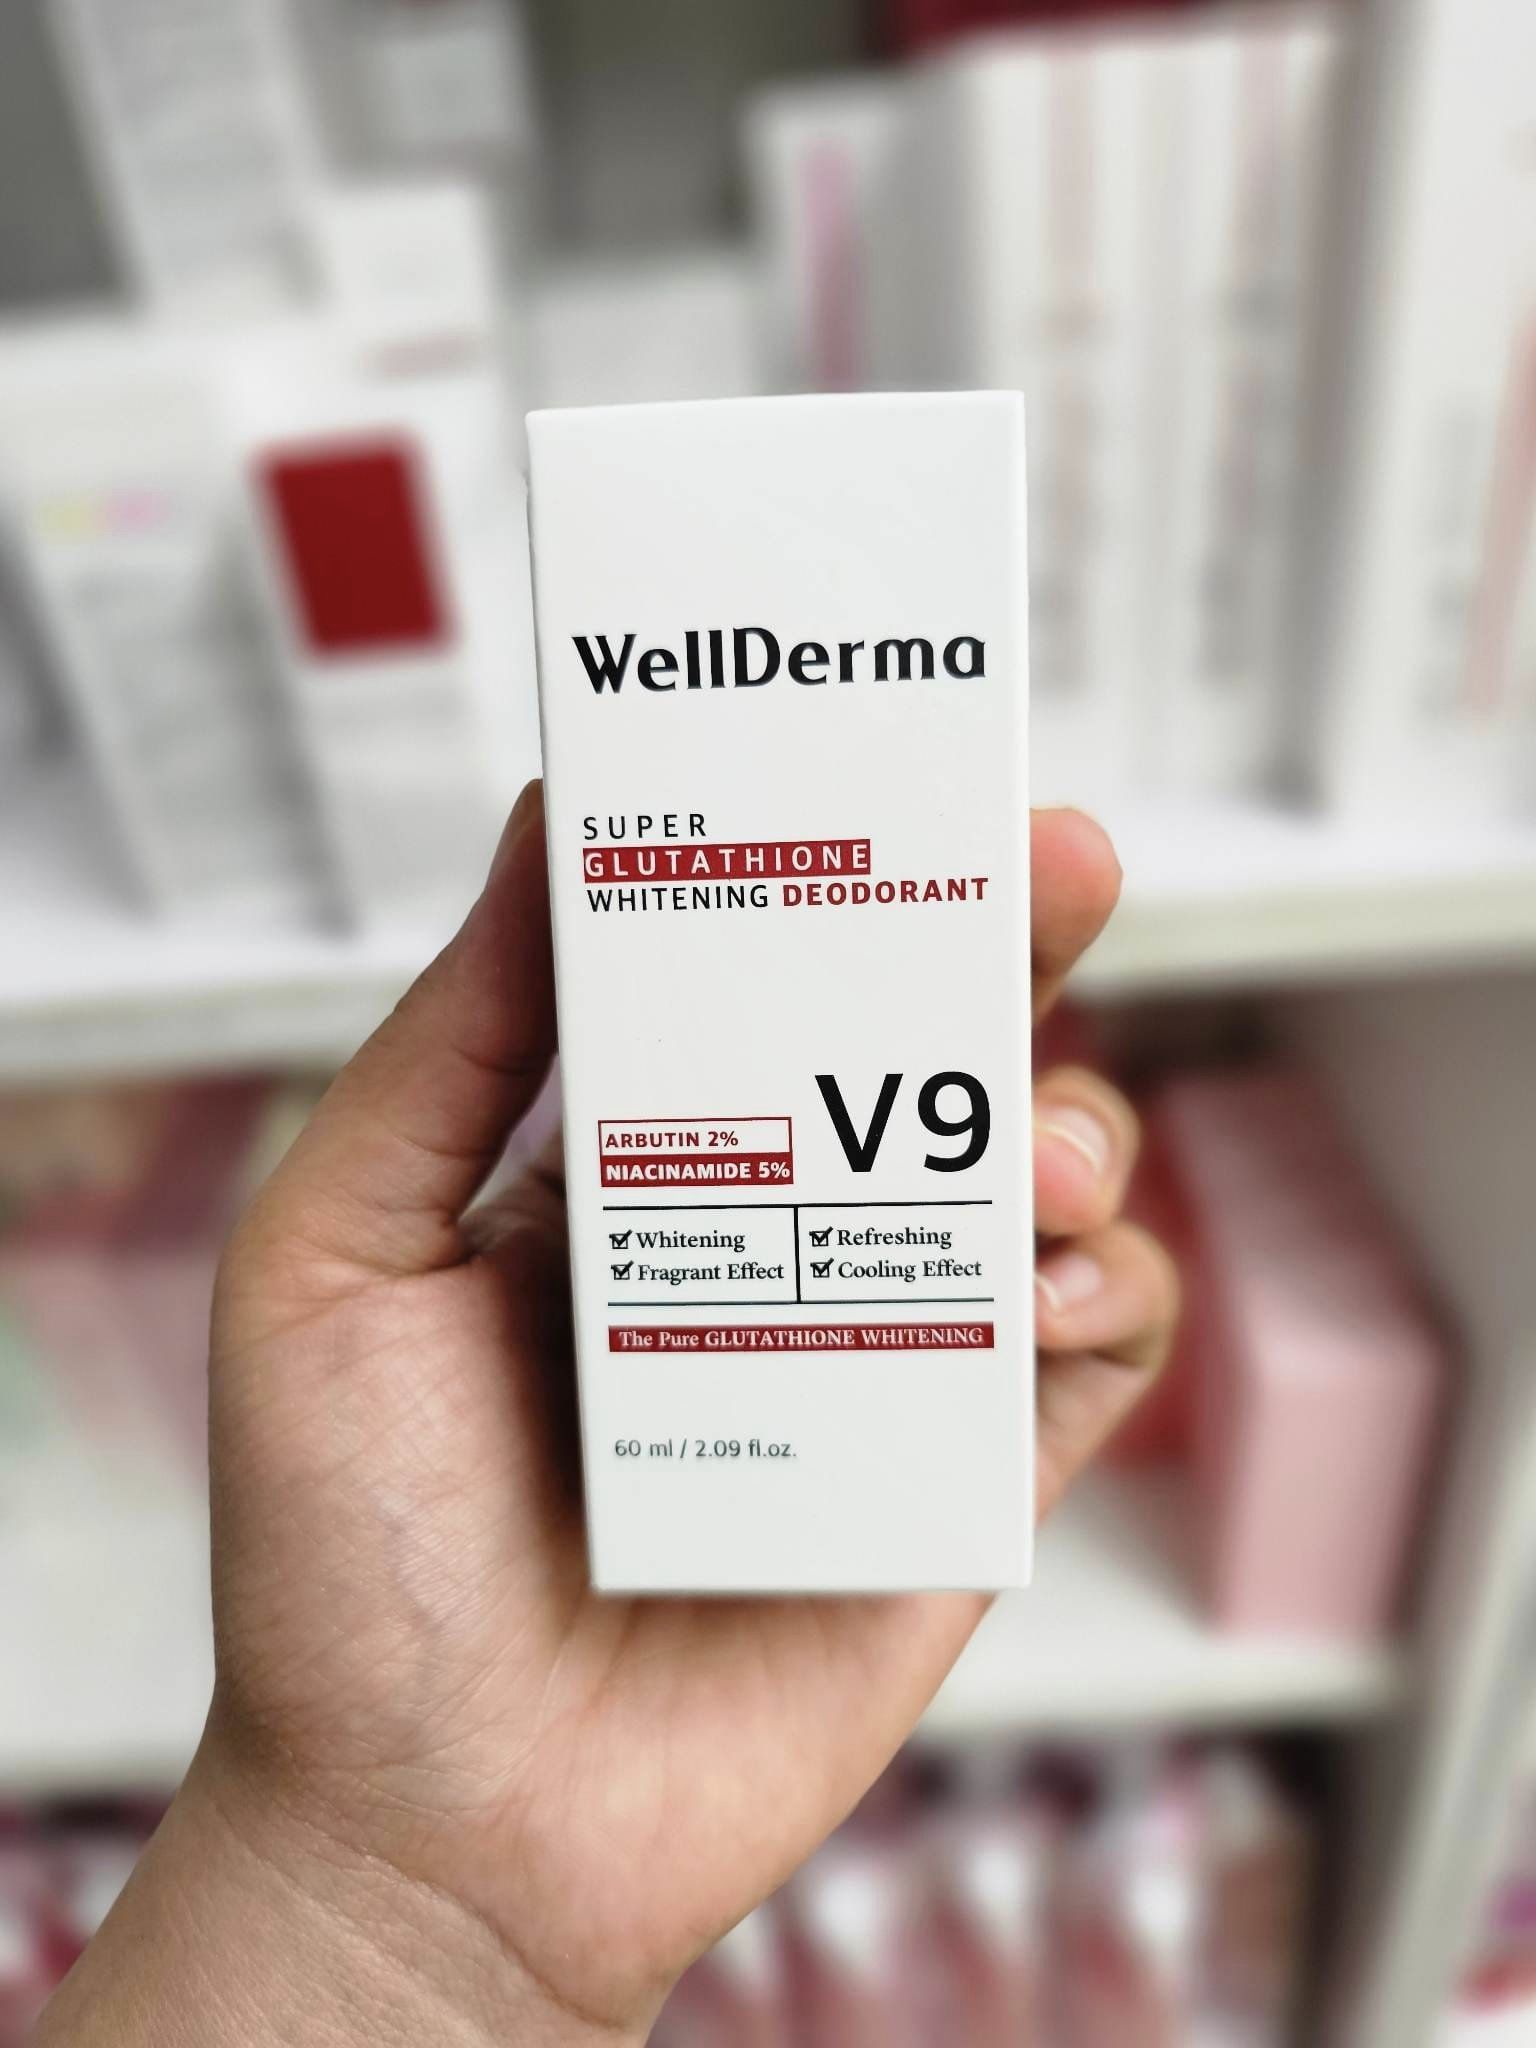 WellDerma
SUPER
GLUTATHIONE
WHITENING DEODORANT
V9
ARBUTIN 2%
NIACINAMIDE 5%
☑ Whitening
☑ Fragrant Effect
☑ Refreshing
☑ Cooling Effect
The Pure GLUTATHIONE WHITENING
60 ml / 2.09 fl.oz.